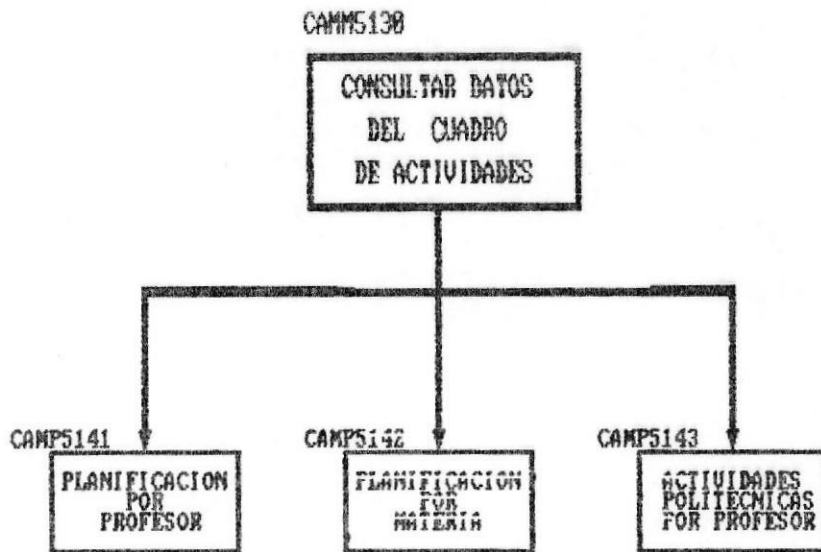 CAMM5130
CONSULTAR DATOS
DEL CUADRO
DE ACTIVIDADES
CAMP5141
PLANIFICACION
POR
PROFESOR
CAMP5142
PLANIFICACION
POR
MATERIA
CAMP5143
ACTIVIDADES
POLITECNICAS
POR PROFESOR